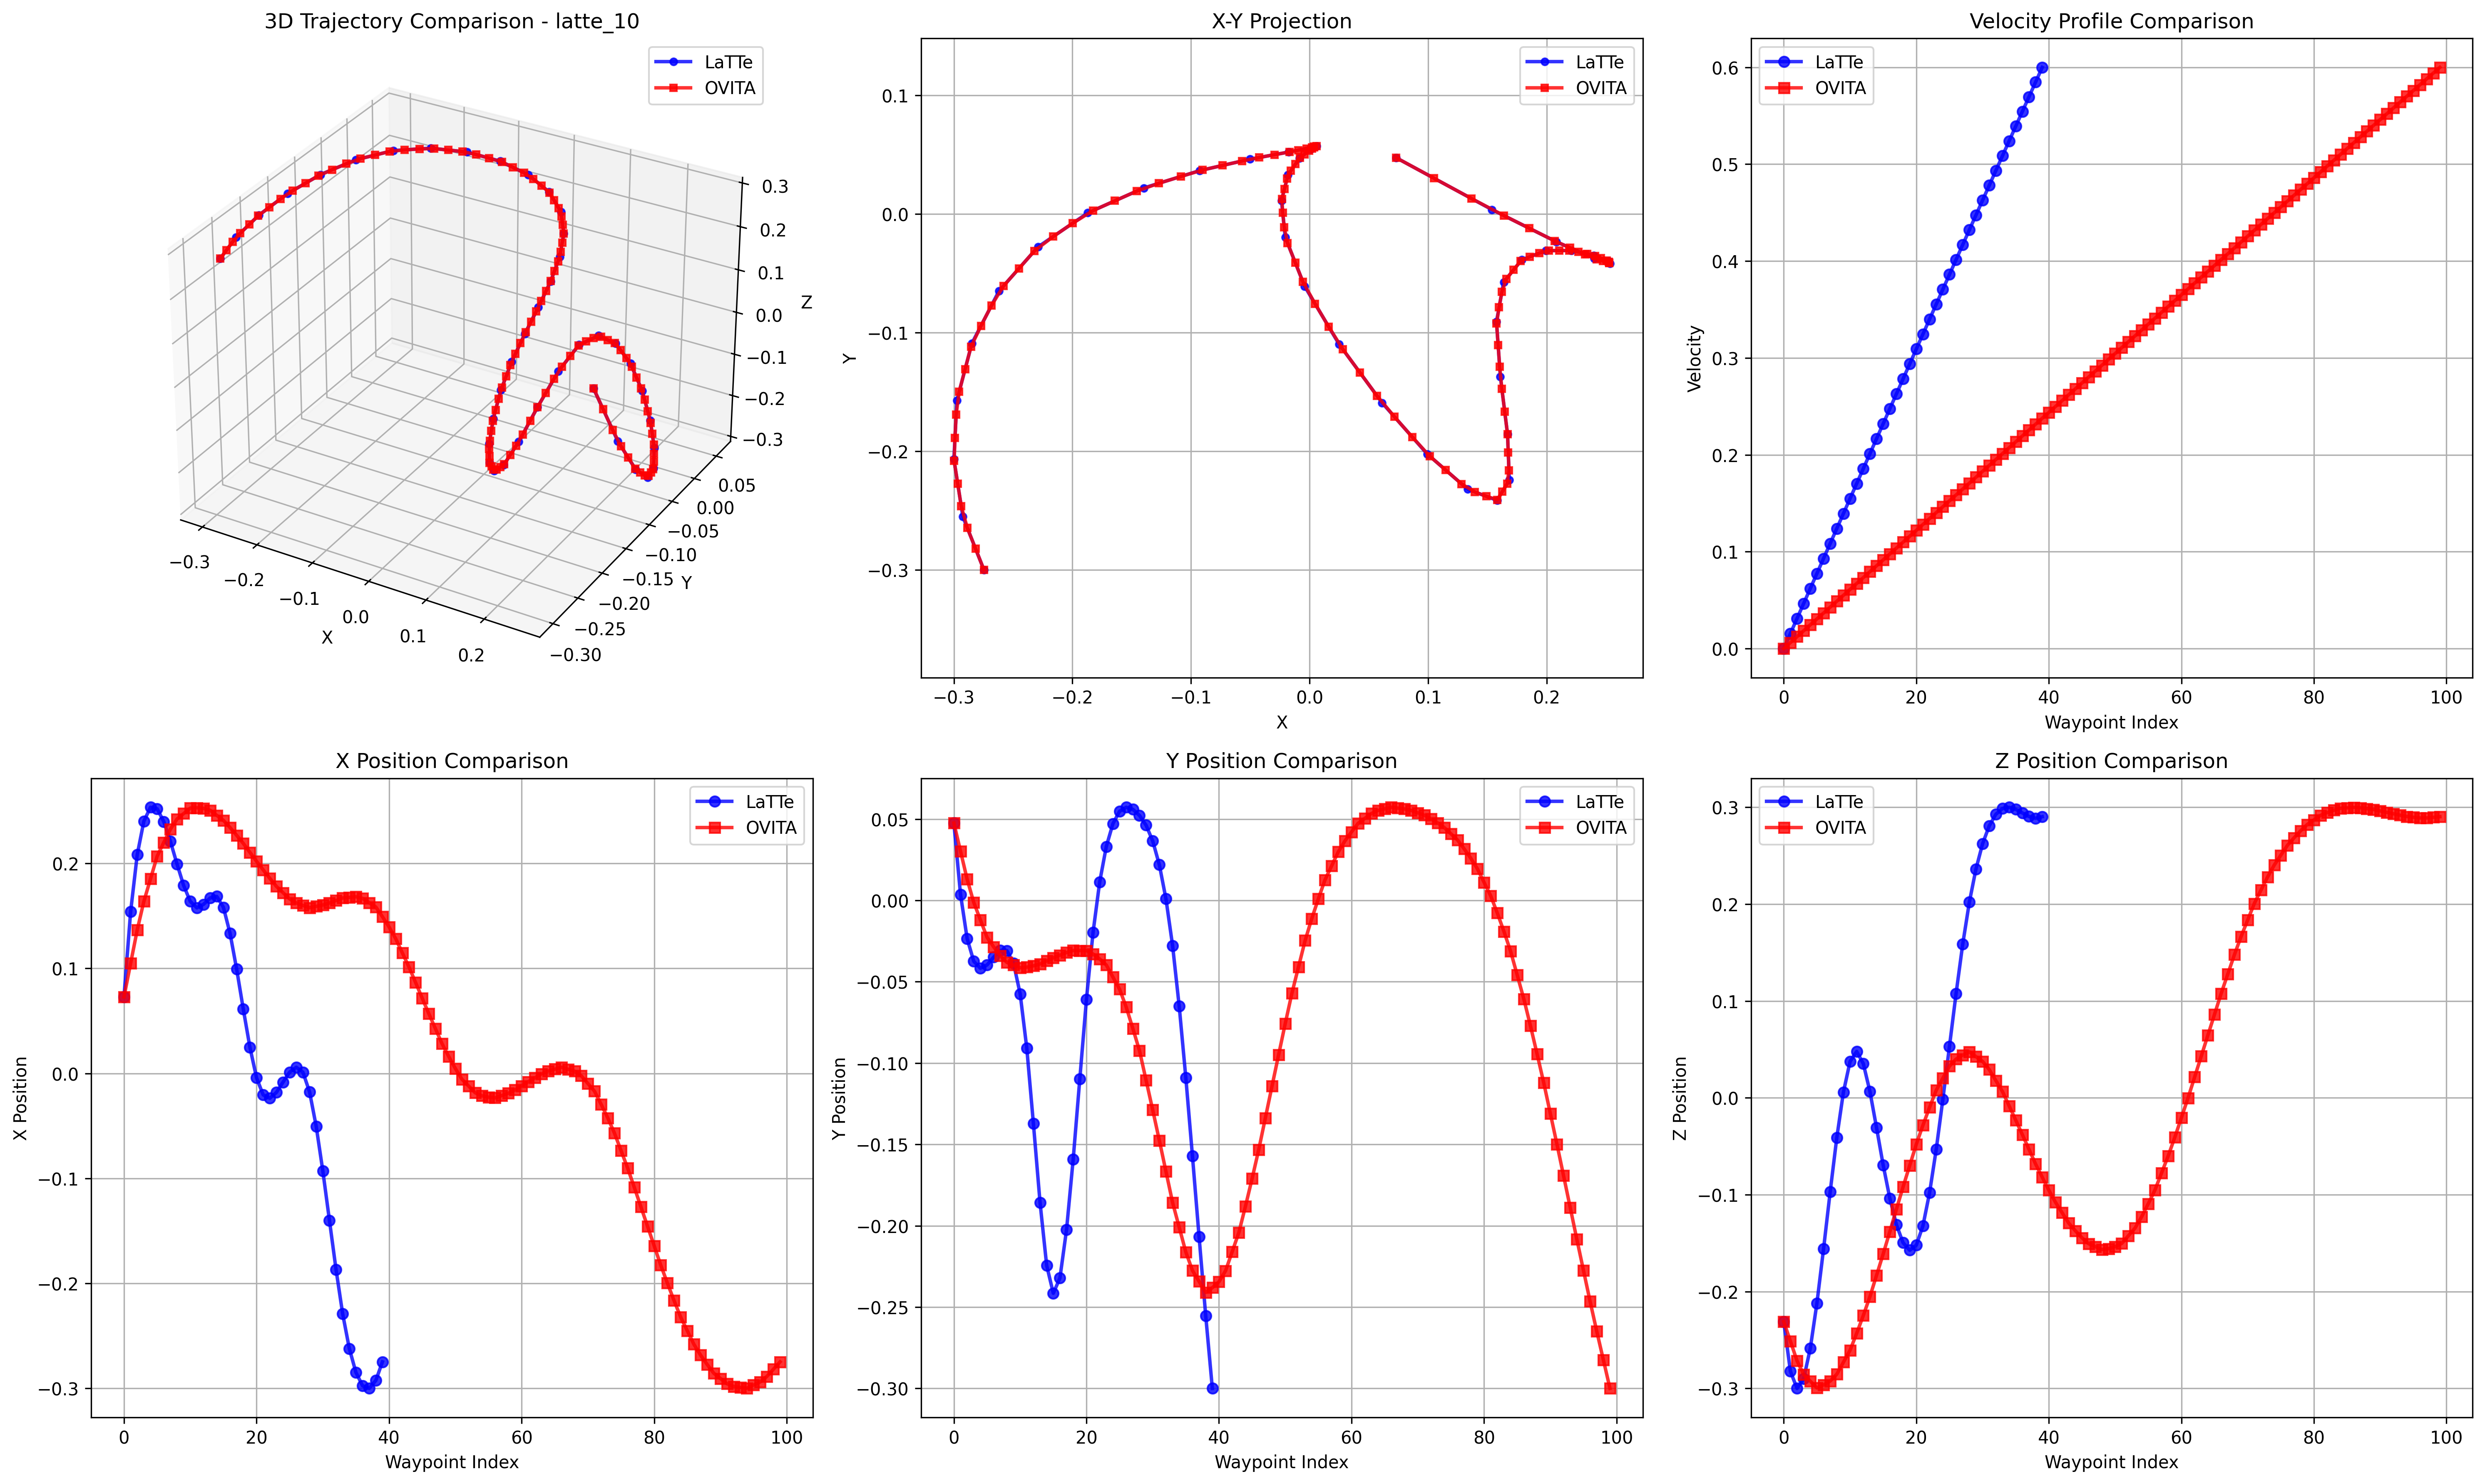 3D Trajectory Comparison - latte_10
LaTTe
OVITA
0.3
0.2
0.1
0.0
−0.1
−0.2
−0.3
Z
0.05
0.00
−0.05
−0.10
−0.15
−0.20
−0.25
−0.30
Y
−0.3
−0.2
−0.1
0.0
0.1
0.2
X
X-Y Projection
LaTTe
OVITA
0.1
0.0
−0.1
−0.2
−0.3
Y
−0.3
−0.2
−0.1
0.0
0.1
0.2
X
Velocity Profile Comparison
LaTTe
OVITA
0.6
0.5
0.4
0.3
0.2
0.1
0.0
Velocity
0
20
40
60
80
100
Waypoint Index
X Position Comparison
LaTTe
OVITA
0.2
0.1
0.0
−0.1
−0.2
−0.3
X Position
0
20
40
60
80
100
Waypoint Index
Y Position Comparison
LaTTe
OVITA
0.05
0.00
−0.05
−0.10
−0.15
−0.20
−0.25
−0.30
Y Position
0
20
40
60
80
100
Waypoint Index
Z Position Comparison
LaTTe
OVITA
0.3
0.2
0.1
0.0
−0.1
−0.2
−0.3
Z Position
0
20
40
60
80
100
Waypoint Index